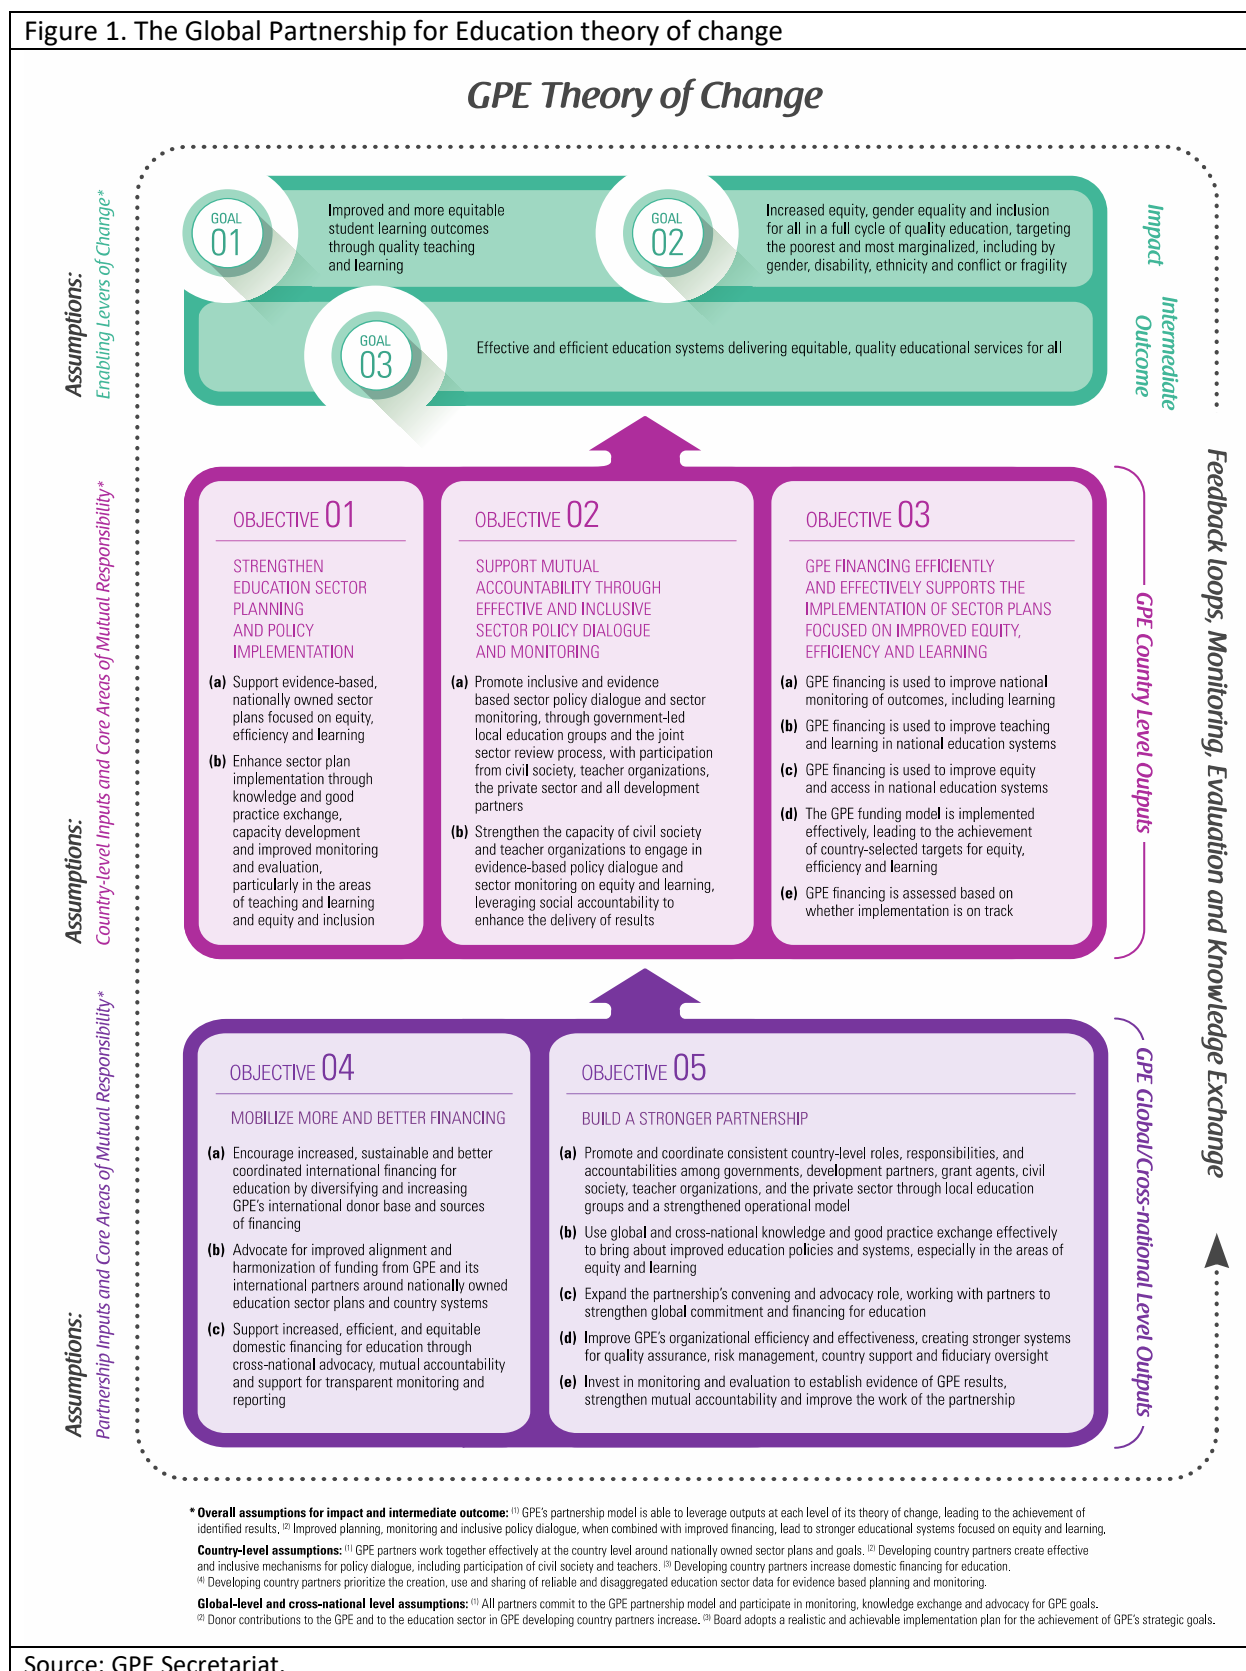 Figure 1. The Global Partnership for Education theory of change
GPE Theory of Change
Assumptions:
Enabling Levers of Change*
GOAL
01
Improved and more equitable
student learning outcomes
through quality teaching
and learning
GOAL
02
Increased equity, gender equality and inclusion
for all in a full cycle of quality education, targeting
the poorest and most marginalized, including by
gender, disability, ethnicity and conflict or fragility
Impact
GOAL
03
Effective and efficient education systems delivering equitable, quality educational services for all
Intermediate
Outcome
Assumptions:
Country-level Inputs and Core Areas of Mutual Responsibility*
OBJECTIVE 01
STRENGTHEN
EDUCATION SECTOR
PLANNING
AND POLICY
IMPLEMENTATION
(a) Support evidence-based,
nationally owned sector
plans focused on equity,
efficiency and learning
(b) Enhance sector plan
implementation through
knowledge and good
practice exchange,
capacity development
and improved monitoring
and evaluation,
particularly in the areas
of teaching and learning
and equity and inclusion
OBJECTIVE 02
SUPPORT MUTUAL
ACCOUNTABILITY THROUGH
EFFECTIVE AND INCLUSIVE
SECTOR POLICY DIALOGUE
AND MONITORING
(a) Promote inclusive and evidence
based sector policy dialogue and sector
monitoring, through government-led
local education groups and the joint
sector review process, with participation
from civil society, teacher organizations,
the private sector and all development
partners
(b) Strengthen the capacity of civil society
and teacher organizations to engage in
evidence-based policy dialogue and
sector monitoring on equity and learning,
leveraging social accountability to
enhance the delivery of results
OBJECTIVE 03
GPE FINANCING EFFICIENTLY
AND EFFECTIVELY SUPPORTS THE
IMPLEMENTATION OF SECTOR PLANS
FOCUSED ON IMPROVED EQUITY,
EFFICIENCY AND LEARNING
(a) GPE financing is used to improve national
monitoring of outcomes, including learning
(b) GPE financing is used to improve teaching
and learning in national education systems
(c) GPE financing is used to improve equity
and access in national education systems
(d) The GPE funding model is implemented
effectively, leading to the achievement
of country-selected targets for equity,
efficiency and learning
(e) GPE financing is assessed based on
whether implementation is on track
GPE Country Level Outputs
Feedback loops, Monitoring, Evaluation and Knowledge Exchange
Assumptions:
Partnership Inputs and Core Areas of Mutual Responsibility*
OBJECTIVE 04
MOBILIZE MORE AND BETTER FINANCING
(a) Encourage increased, sustainable and better
coordinated international financing for
education by diversifying and increasing
GPE's international donor base and sources
of financing
(b) Advocate for improved alignment and
harmonization of funding from GPE and its
international partners around nationally owned
education sector plans and country systems
(c) Support increased, efficient, and equitable
domestic financing for education through
cross-national advocacy, mutual accountability
and support for transparent monitoring and
reporting
OBJECTIVE 05
BUILD A STRONGER PARTNERSHIP
(a) Promote and coordinate consistent country-level roles, responsibilities, and
accountabilities among governments, development partners, grant agents, civil
society, teacher organizations, and the private sector through local education
groups and a strengthened operational model
(b) Use global and cross-national knowledge and good practice exchange effectively
to bring about improved education policies and systems, especially in the areas of
equity and learning
(c) Expand the partnership's convening and advocacy role, working with partners to
strengthen global commitment and financing for education
(d) Improve GPE's organizational efficiency and effectiveness, creating stronger systems
for quality assurance, risk management, country support and fiduciary oversight
(e) Invest in monitoring and evaluation to establish evidence of GPE results,
strengthen mutual accountability and improve the work of the partnership
GPE Global/Cross-national Level Outputs
* Overall assumptions for impact and intermediate outcome: (1) GPE's partnership model is able to leverage outputs at each level of its theory of change, leading to the achievement of
identified results. (2) Improved planning, monitoring and inclusive policy dialogue, when combined with improved financing, lead to stronger educational systems focused on equity and learning.
Country-level assumptions: (1) GPE partners work together effectively at the country level around nationally owned sector plans and goals. (2) Developing country partners create effective
and inclusive mechanisms for policy dialogue, including participation of civil society and teachers. (3) Developing country partners increase domestic financing for education.
(4) Developing country partners prioritize the creation, use and sharing of reliable and disaggregated education sector data for evidence based planning and monitoring.
Global-level and cross-national level assumptions: (1) All partners commit to the GPE partnership model and participate in monitoring, knowledge exchange and advocacy for GPE goals.
(2) Donor contributions to the GPE and to the education sector in GPE developing country partners increase. (3) Board adopts a realistic and achievable implementation plan for the achievement of GPE's strategic goals.
Source: GPE Secretariat.